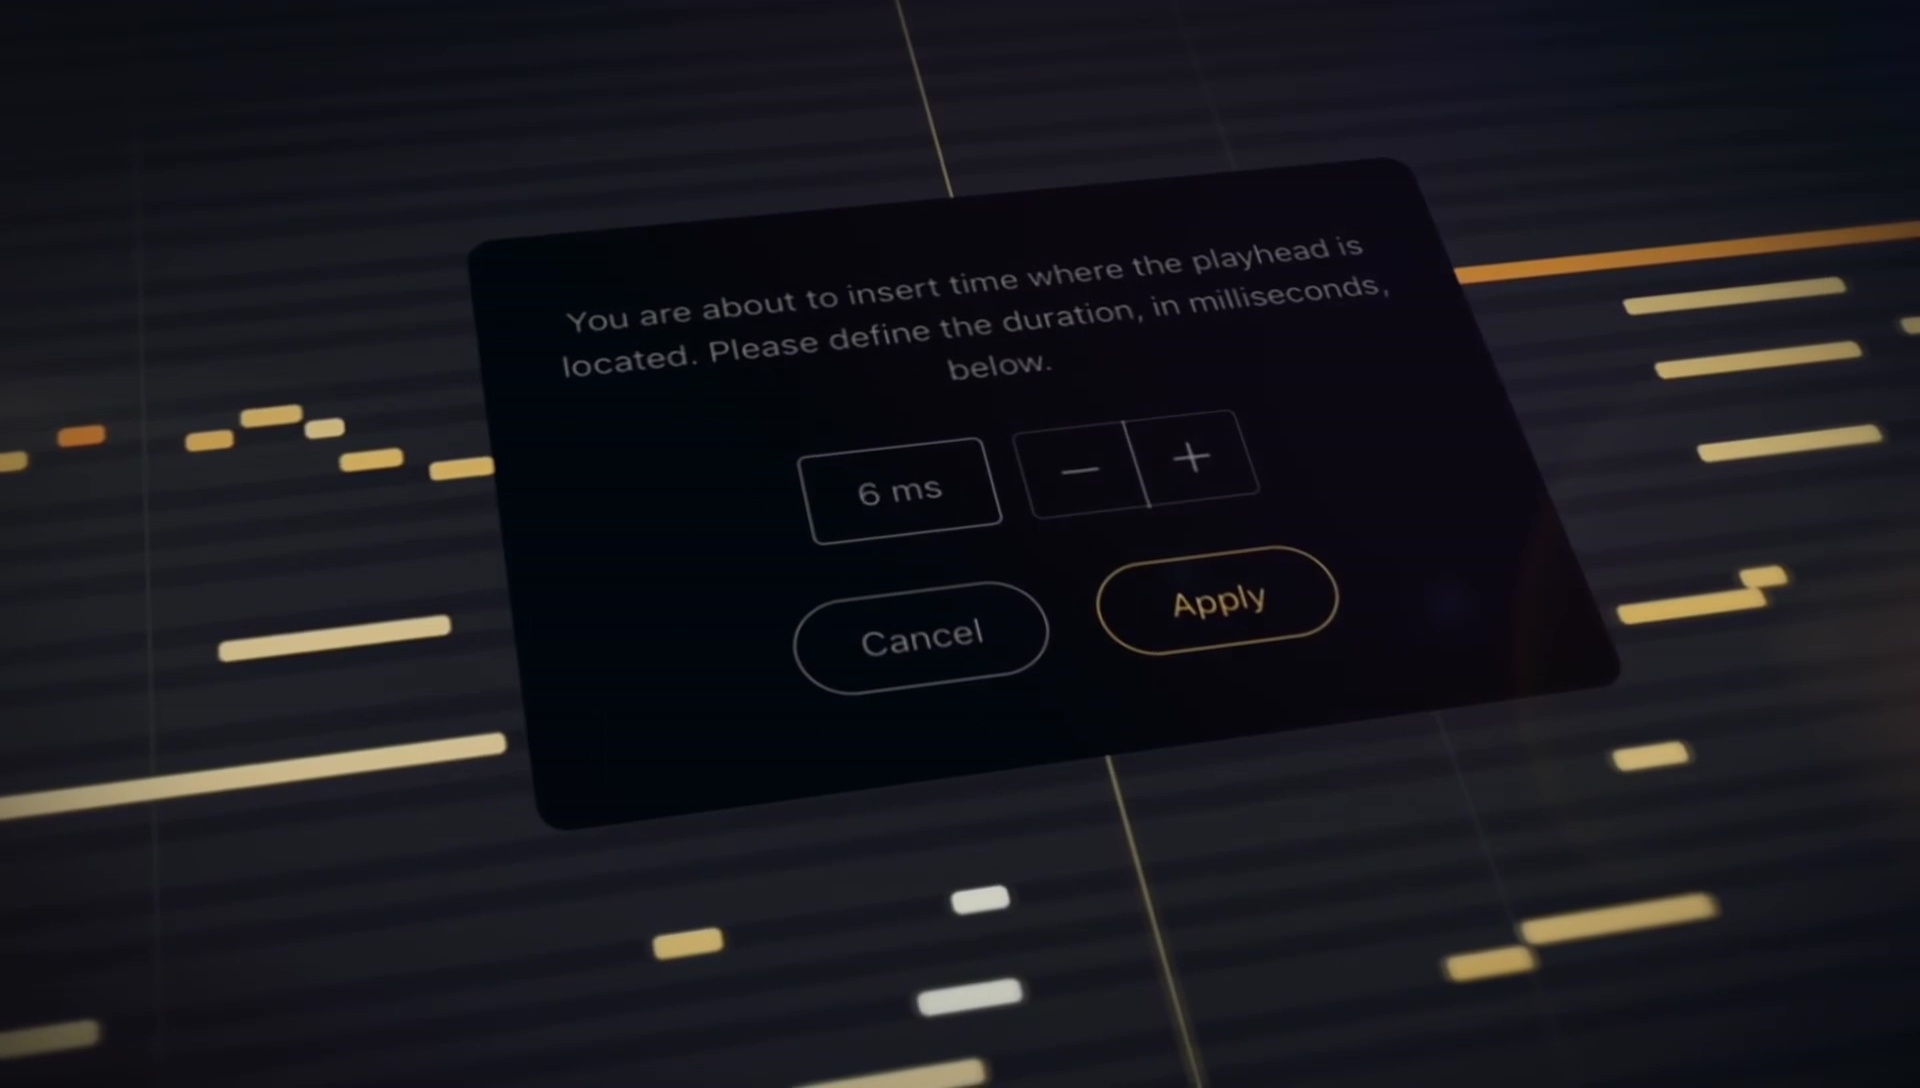 You are about to insert time where the playhead is
located. Please define the duration, in milliseconds,
below.
6 ms
— +
Cancel
Apply